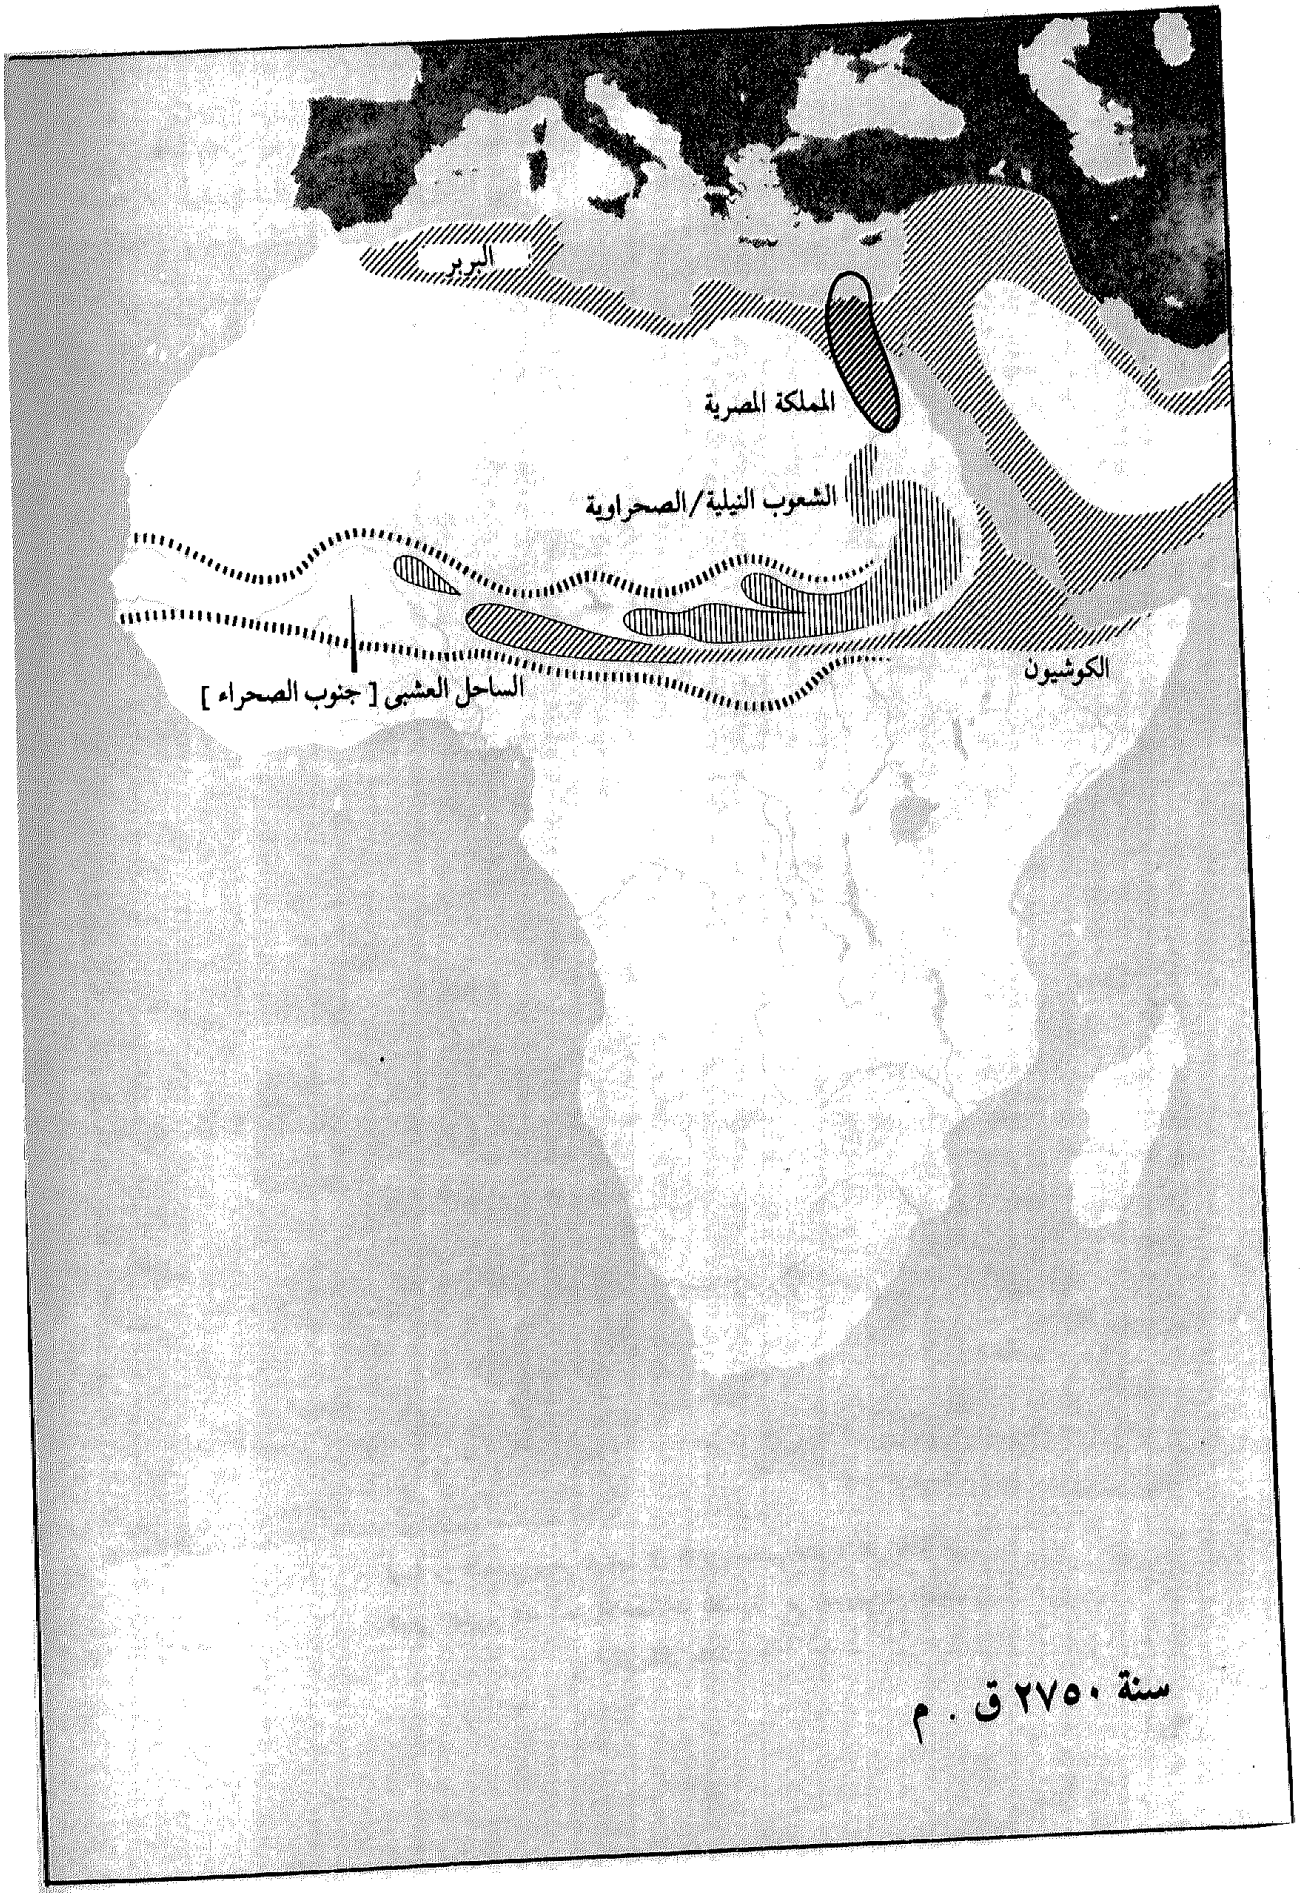 البربر
المملكة المصرية
الشعوب النيلية/الصحراوية
الكوشيون
الساحل العشبى [ جنوب الصحراء ]
سنة ٢٧٥٠ ق . م